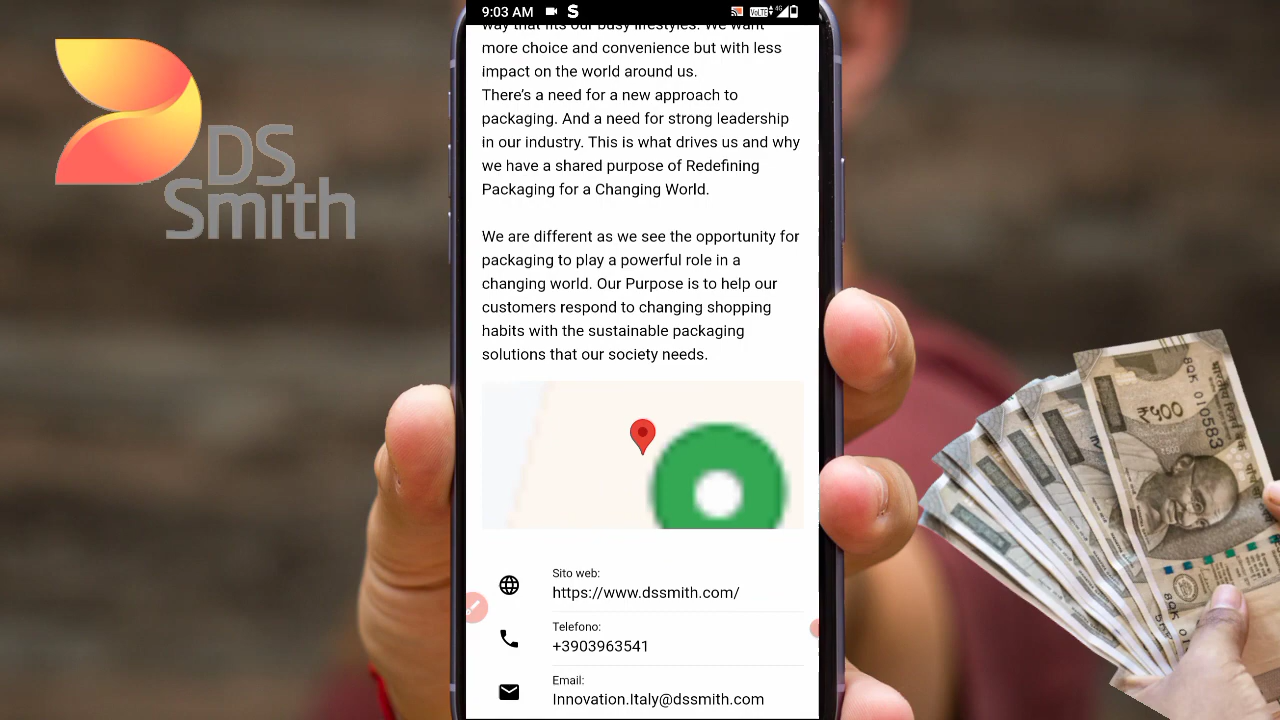 9:03 AM
DS
Smith
way that fits our busy lifestyles. We want
more choice and convenience but with less
impact on the world around us.
There's a need for a new approach to
packaging. And a need for strong leadership
in our industry. This is what drives us and why
we have a shared purpose of Redefining
Packaging for a Changing World.
We are different as we see the opportunity for
packaging to play a powerful role in a
changing world. Our Purpose is to help our
customers respond to changing shopping
habits with the sustainable packaging
solutions that our society needs.
Sito web:
https://www.dssmith.com/
Telefono:
+3903963541
Email:
Innovation.Italy@dssmith.com
₹५००
8QK 010583